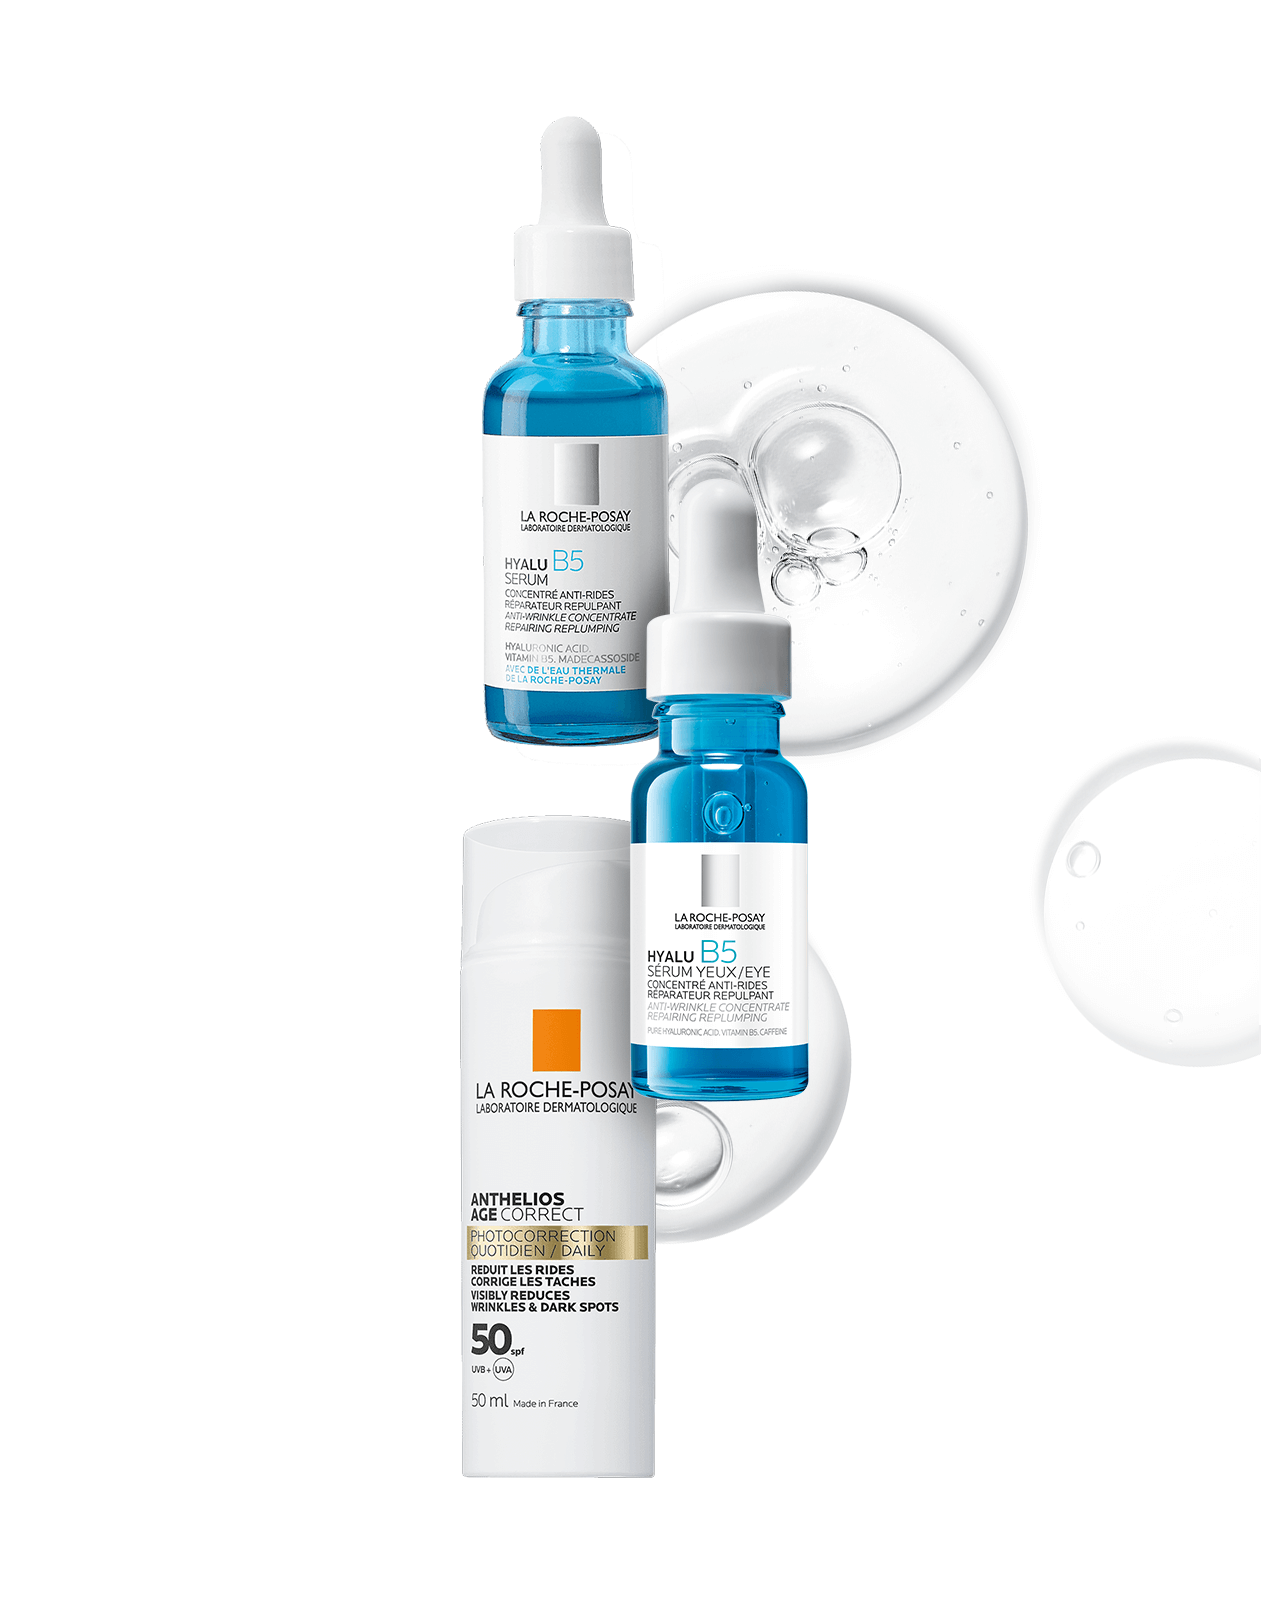 LA ROCHE-POSAY
LABORATOIRE DERMATOLOGIQUE
HYALU B5
SERUM
CONCENTRÉ ANTI-RIDES
RÉPARATEUR REPULPANT
ANTI-WRINKLE CONCENTRATE
REPAIRING REPLUMPING
HYALURONIC ACID.
VITAMIN B5. MADECASSOSIDE
AVEC DE L'EAU THERMALE
DE LA ROCHE-POSAY
LA ROCHE-POSAY
LABORATOIRE DERMATOLOGIQUE
HYALU B5
SÉRUM YEUX/EYE
CONCENTRÉ ANTI-RIDES
RÉPARATEUR REPULPANT
ANTI-WRINKLE CONCENTRATE
REPAIRING REPLUMPING
PURE HYALURONIC ACID. VITAMIN B5. CAFFEINE
LA ROCHE-POSAY
LABORATOIRE DERMATOLOGIQUE
ANTHELIOS
AGE CORRECT
PHOTOCORRECTION
QUOTIDIEN / DAILY
REDUIT LES RIDES
CORRIGE LES TACHES
VISIBLY REDUCES
WRINKLES & DARK SPOTS
50 spf
UVB + UVA
50 ml Made in France